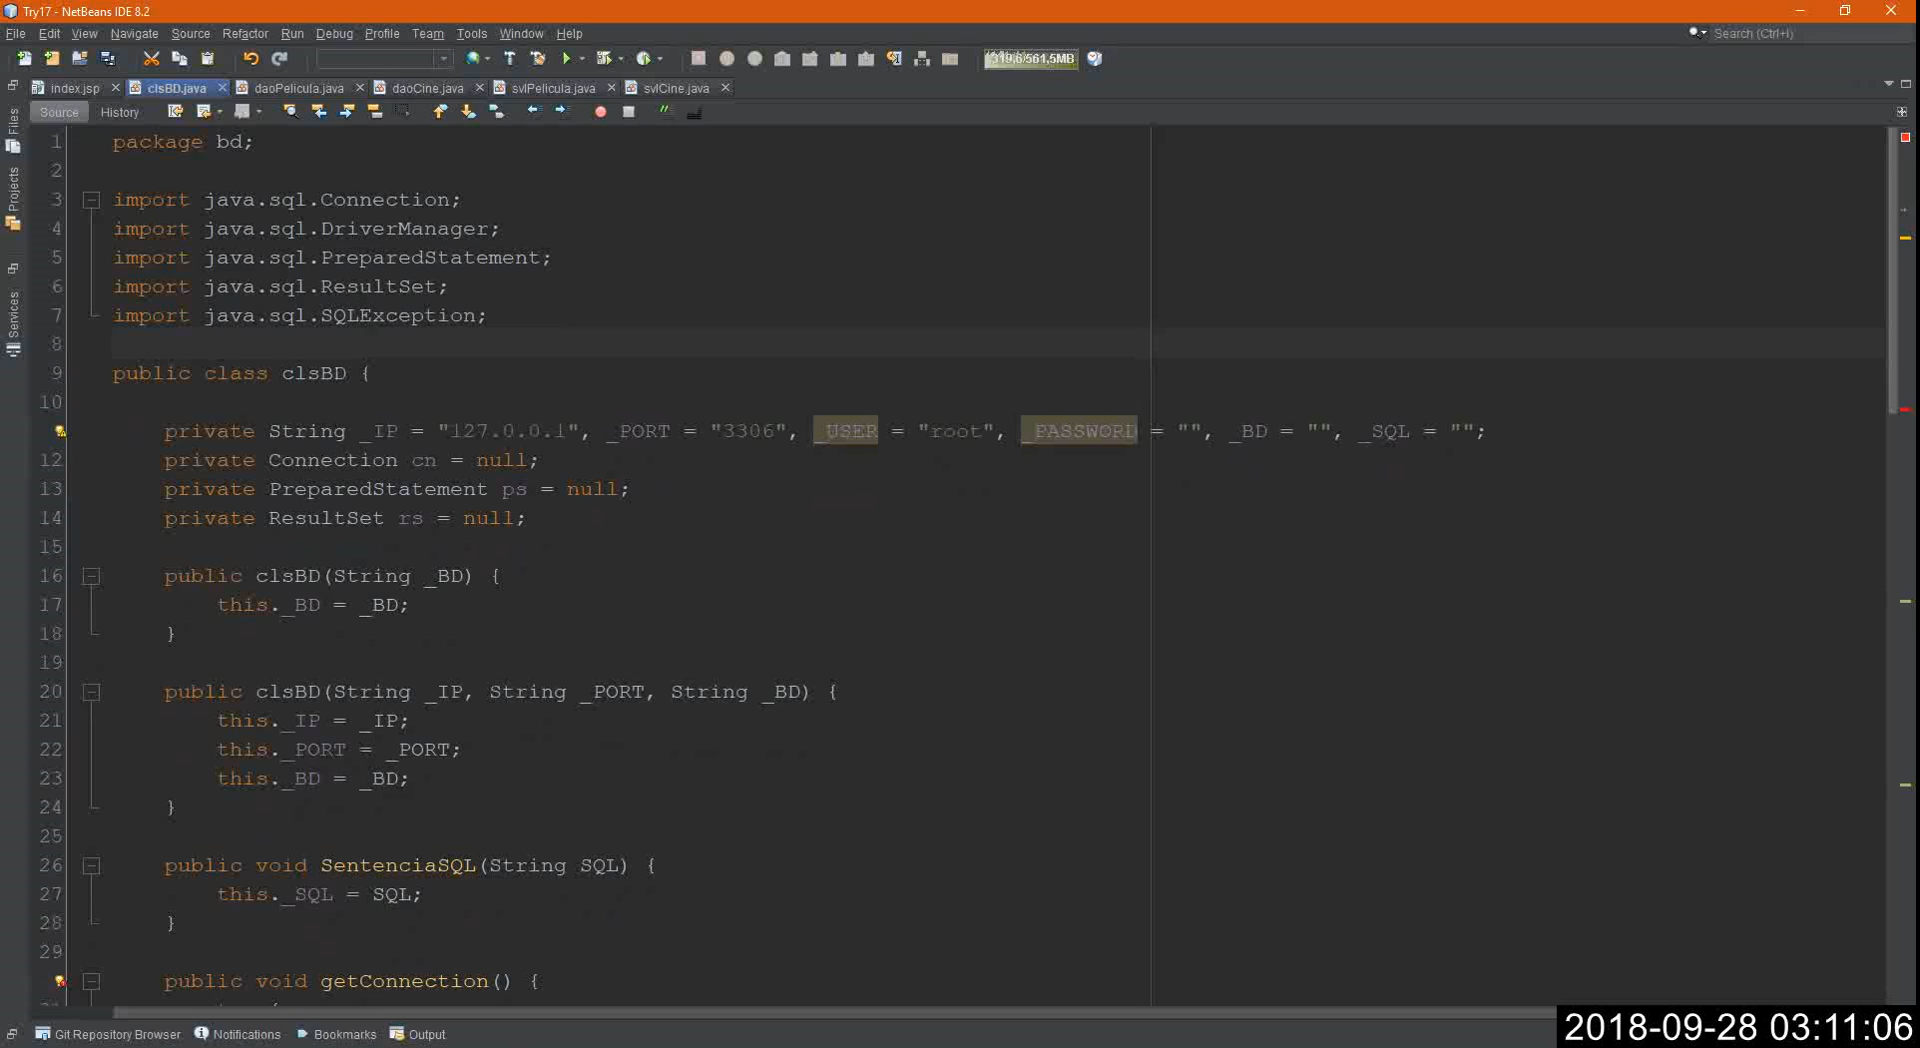 Try17 - NetBeans IDE 8.2
File Edit View Navigate Source Refactor Run Debug Profile Team Tools Window Help
Search (Ctrl+I)
319,6/561,5MB
index.jsp clsBD.java daoPelicula.java daoCine.java svlPelicula.java svlCine.java
Source History
Files
Projects
Services
1 package bd;
2
3 import java.sql.Connection;
4 import java.sql.DriverManager;
5 import java.sql.PreparedStatement;
6 import java.sql.ResultSet;
7 import java.sql.SQLException;
8
9 public class clsBD {
10
private String _IP = "127.0.0.1", _PORT = "3306", _USER = "root", _PASSWORD = "", _BD = "", _SQL = "";
12 private Connection cn = null;
13 private PreparedStatement ps = null;
14 private ResultSet rs = null;
15
16 public clsBD(String _BD) {
17 this._BD = _BD;
18 }
19
20 public clsBD(String _IP, String _PORT, String _BD) {
21 this._IP = _IP;
22 this._PORT = _PORT;
23 this._BD = _BD;
24 }
25
26 public void SentenciaSQL(String SQL) {
27 this._SQL = SQL;
28 }
29
public void getConnection() {
Git Repository Browser Notifications Bookmarks Output
2018-09-28 03:11:06